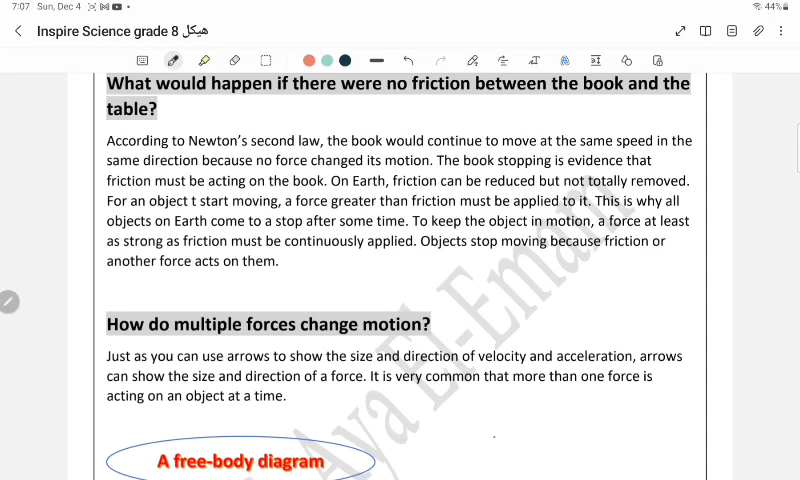 7:07 Sun, Dec 4
44%
Inspire Science grade 8 هيكل
What would happen if there were no friction between the book and the
table?
According to Newton's second law, the book would continue to move at the same speed in the
same direction because no force changed its motion. The book stopping is evidence that
friction must be acting on the book. On Earth, friction can be reduced but not totally removed.
For an object t start moving, a force greater than friction must be applied to it. This is why all
objects on Earth come to a stop after some time. To keep the object in motion, a force at least
as strong as friction must be continuously applied. Objects stop moving because friction or
another force acts on them.
How do multiple forces change motion?
Just as you can use arrows to show the size and direction of velocity and acceleration, arrows
can show the size and direction of a force. It is very common that more than one force is
acting on an object at a time.
A free-body diagram
Aya El-Emam